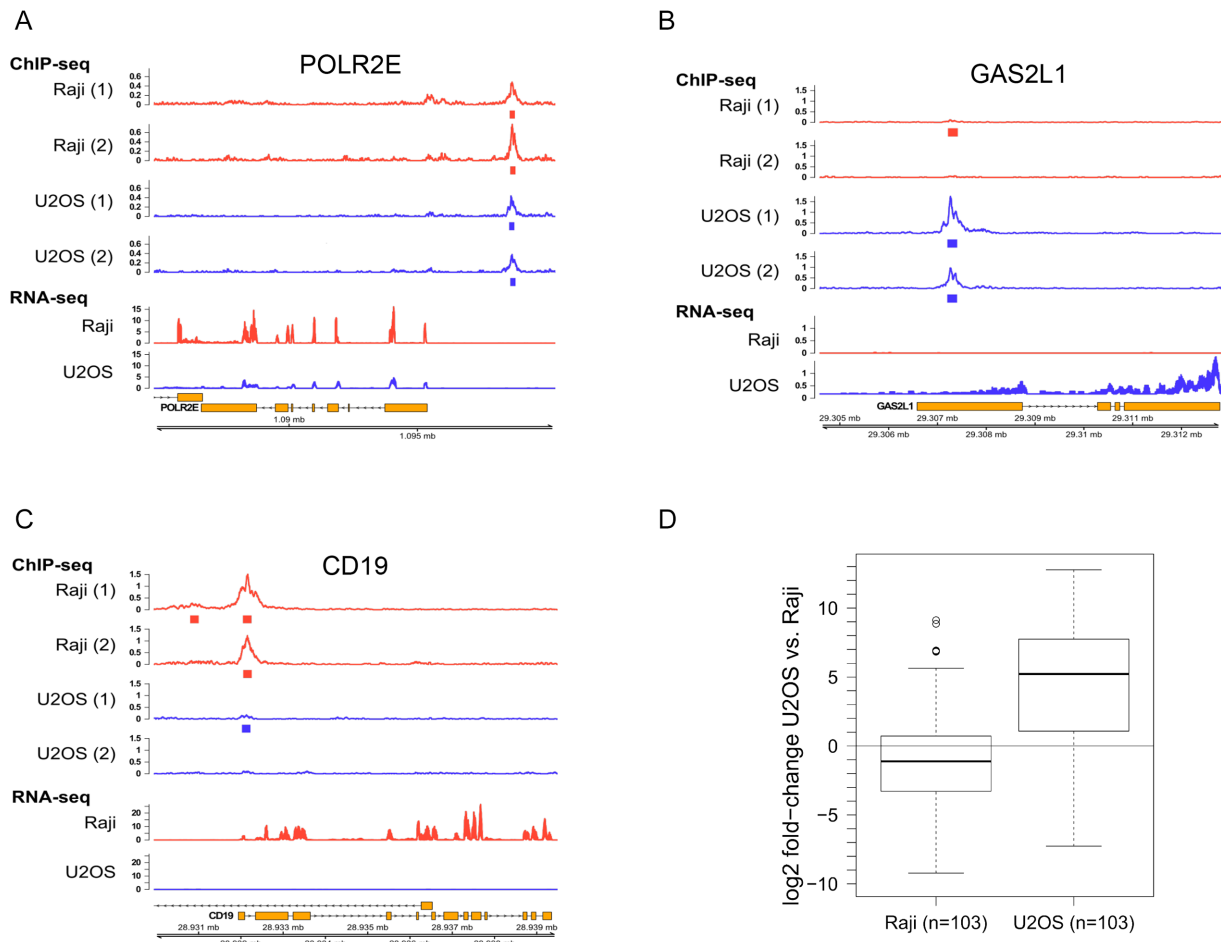 A
POLR2E
ChIP-seq
Raji (1)
0.6
0.4
0.2
0
Raji (2)
0.6
0.4
0.2
0
U2OS (1)
0.6
0.4
0.2
0
U2OS (2)
0.6
0.4
0.2
0
RNA-seq
Raji
15
10
5
0
U2OS
15
10
5
0
POLR2E
1.09 mb
1.095 mb
B
GAS2L1
ChIP-seq
Raji (1)
1.5
1
0.5
0
Raji (2)
1.5
1
0.5
0
U2OS (1)
1.5
1
0.5
0
U2OS (2)
1.5
1
0.5
0
RNA-seq
Raji
1
0.5
0
U2OS
1
0.5
0
GAS2L1
29.305 mb
29.307 mb
29.309 mb
29.311 mb
29.306 mb
29.308 mb
29.31 mb
29.312 mb
C
CD19
ChIP-seq
Raji (1)
1.5
1
0.5
0
Raji (2)
1.5
1
0.5
0
U2OS (1)
1.5
1
0.5
0
U2OS (2)
1.5
1
0.5
0
RNA-seq
Raji
20
10
0
U2OS
20
10
0
CD19
28.931 mb
28.933 mb
28.935 mb
28.937 mb
28.939 mb
D
log2 fold-change U2OS vs. Raji
10
5
0
−5
−10
Raji (n=103)
U2OS (n=103)